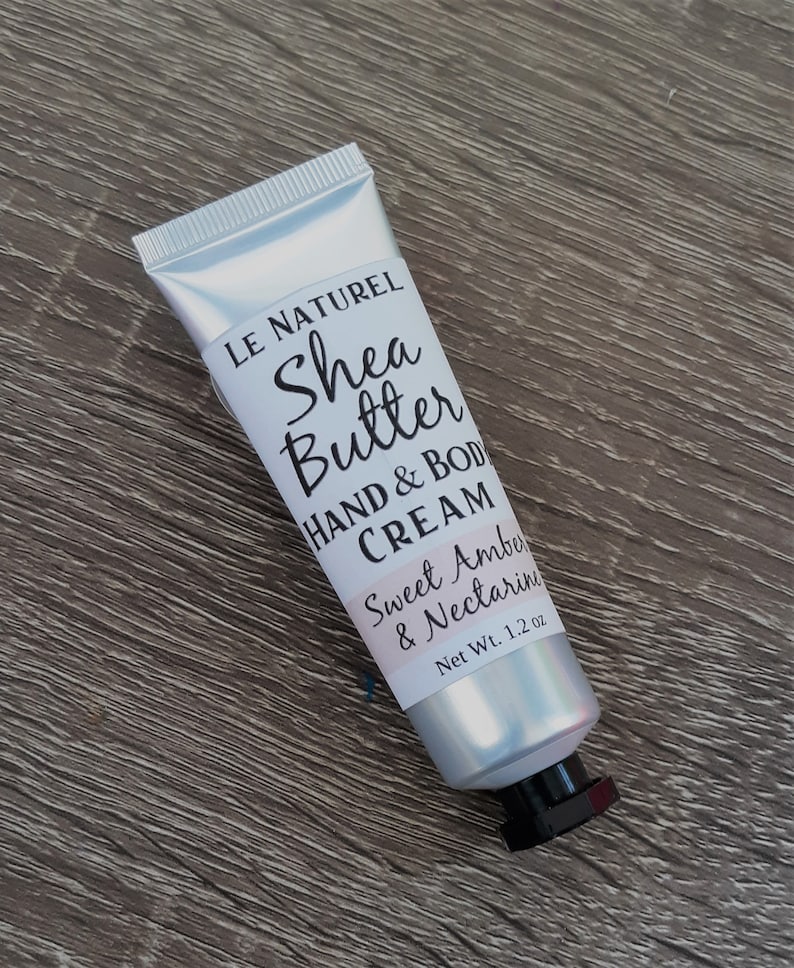 LE NATUREL
Shea
Butter
HAND & BODY
CREAM
Sweet Amber
& Nectarine
Net Wt. 1.2 oz